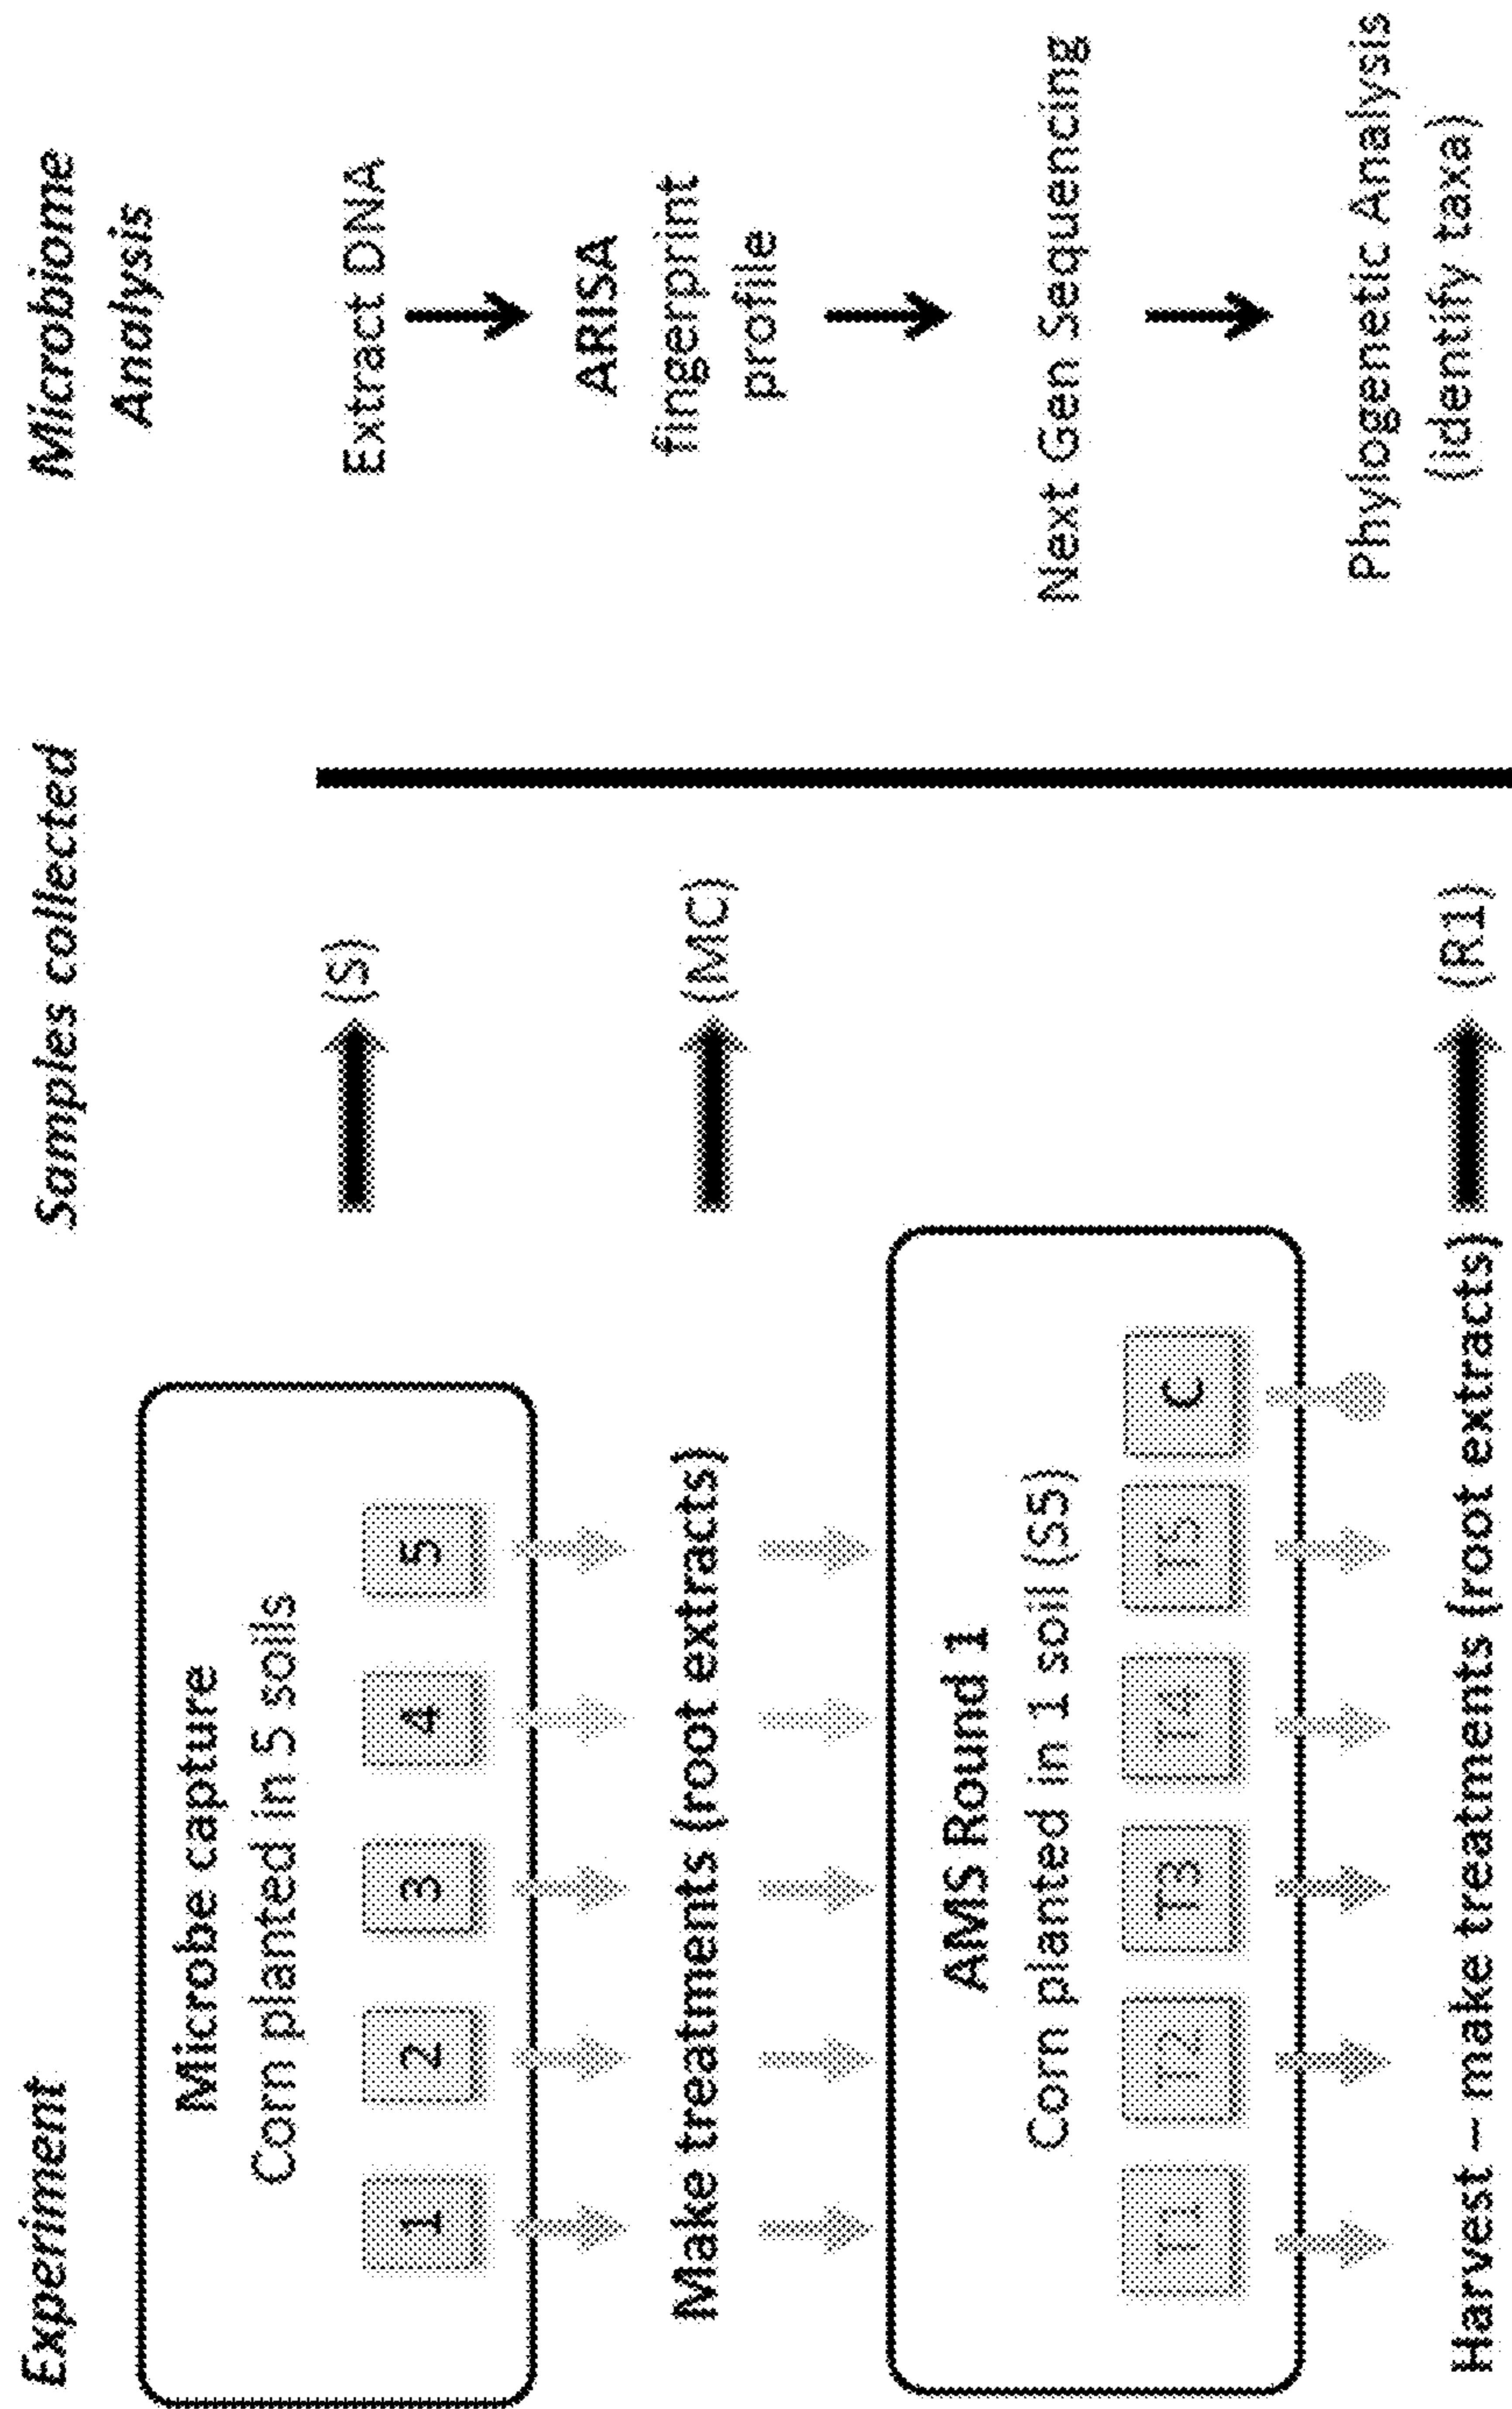 Experiment
Samples collected
Microbiome
Analysis
Microbe capture
Corn planted in 5 soils
1 2 3 4 5
(S)
Make treatments (root extracts)
(MC)
AMS Round 1
Corn planted in 1 soil (S5)
T1 T2 T3 T4 T5 C
Harvest – make treatments (root extracts)
(R1)
Extract DNA
ARISA
fingerprint
profile
Next Gen Sequencing
Phylogenetic Analysis
(identify taxa)